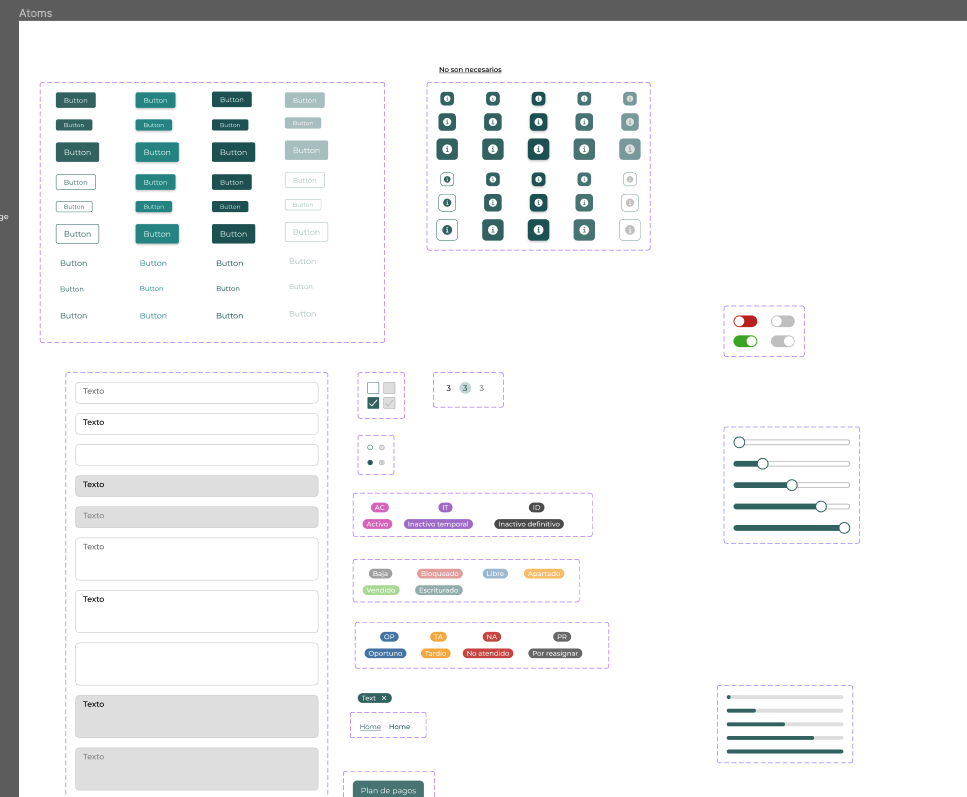 Atoms
ge
No son necesarios
Button Button Button Button
Button Button Button Button
Button Button Button Button
Button Button Button Button
Button Button Button Button
Button Button Button Button
Button Button Button Button
Button Button Button Button
Button Button Button Button
Texto
Texto
Texto
Texto
Texto
Texto
Texto
Texto
3 3 3
AC IT ID
Activo Inactivo temporal Inactivo definitivo
Baja Bloqueado Libre Apartado
Vendido Escriturado
OP TA NA PR
Oportuno Tardío No atendido Por reasignar
Text ×
Home Home
Plan de pagos